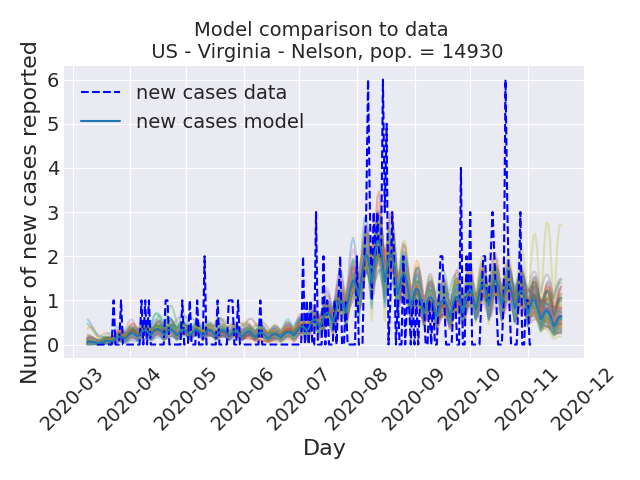 Model comparison to data
US - Virginia - Nelson, pop. = 14930
Number of new cases reported
6
5
4
3
2
1
0
new cases data
new cases model
2020-03
2020-04
2020-05
2020-06
2020-07
2020-08
2020-09
2020-10
2020-11
2020-12
Day